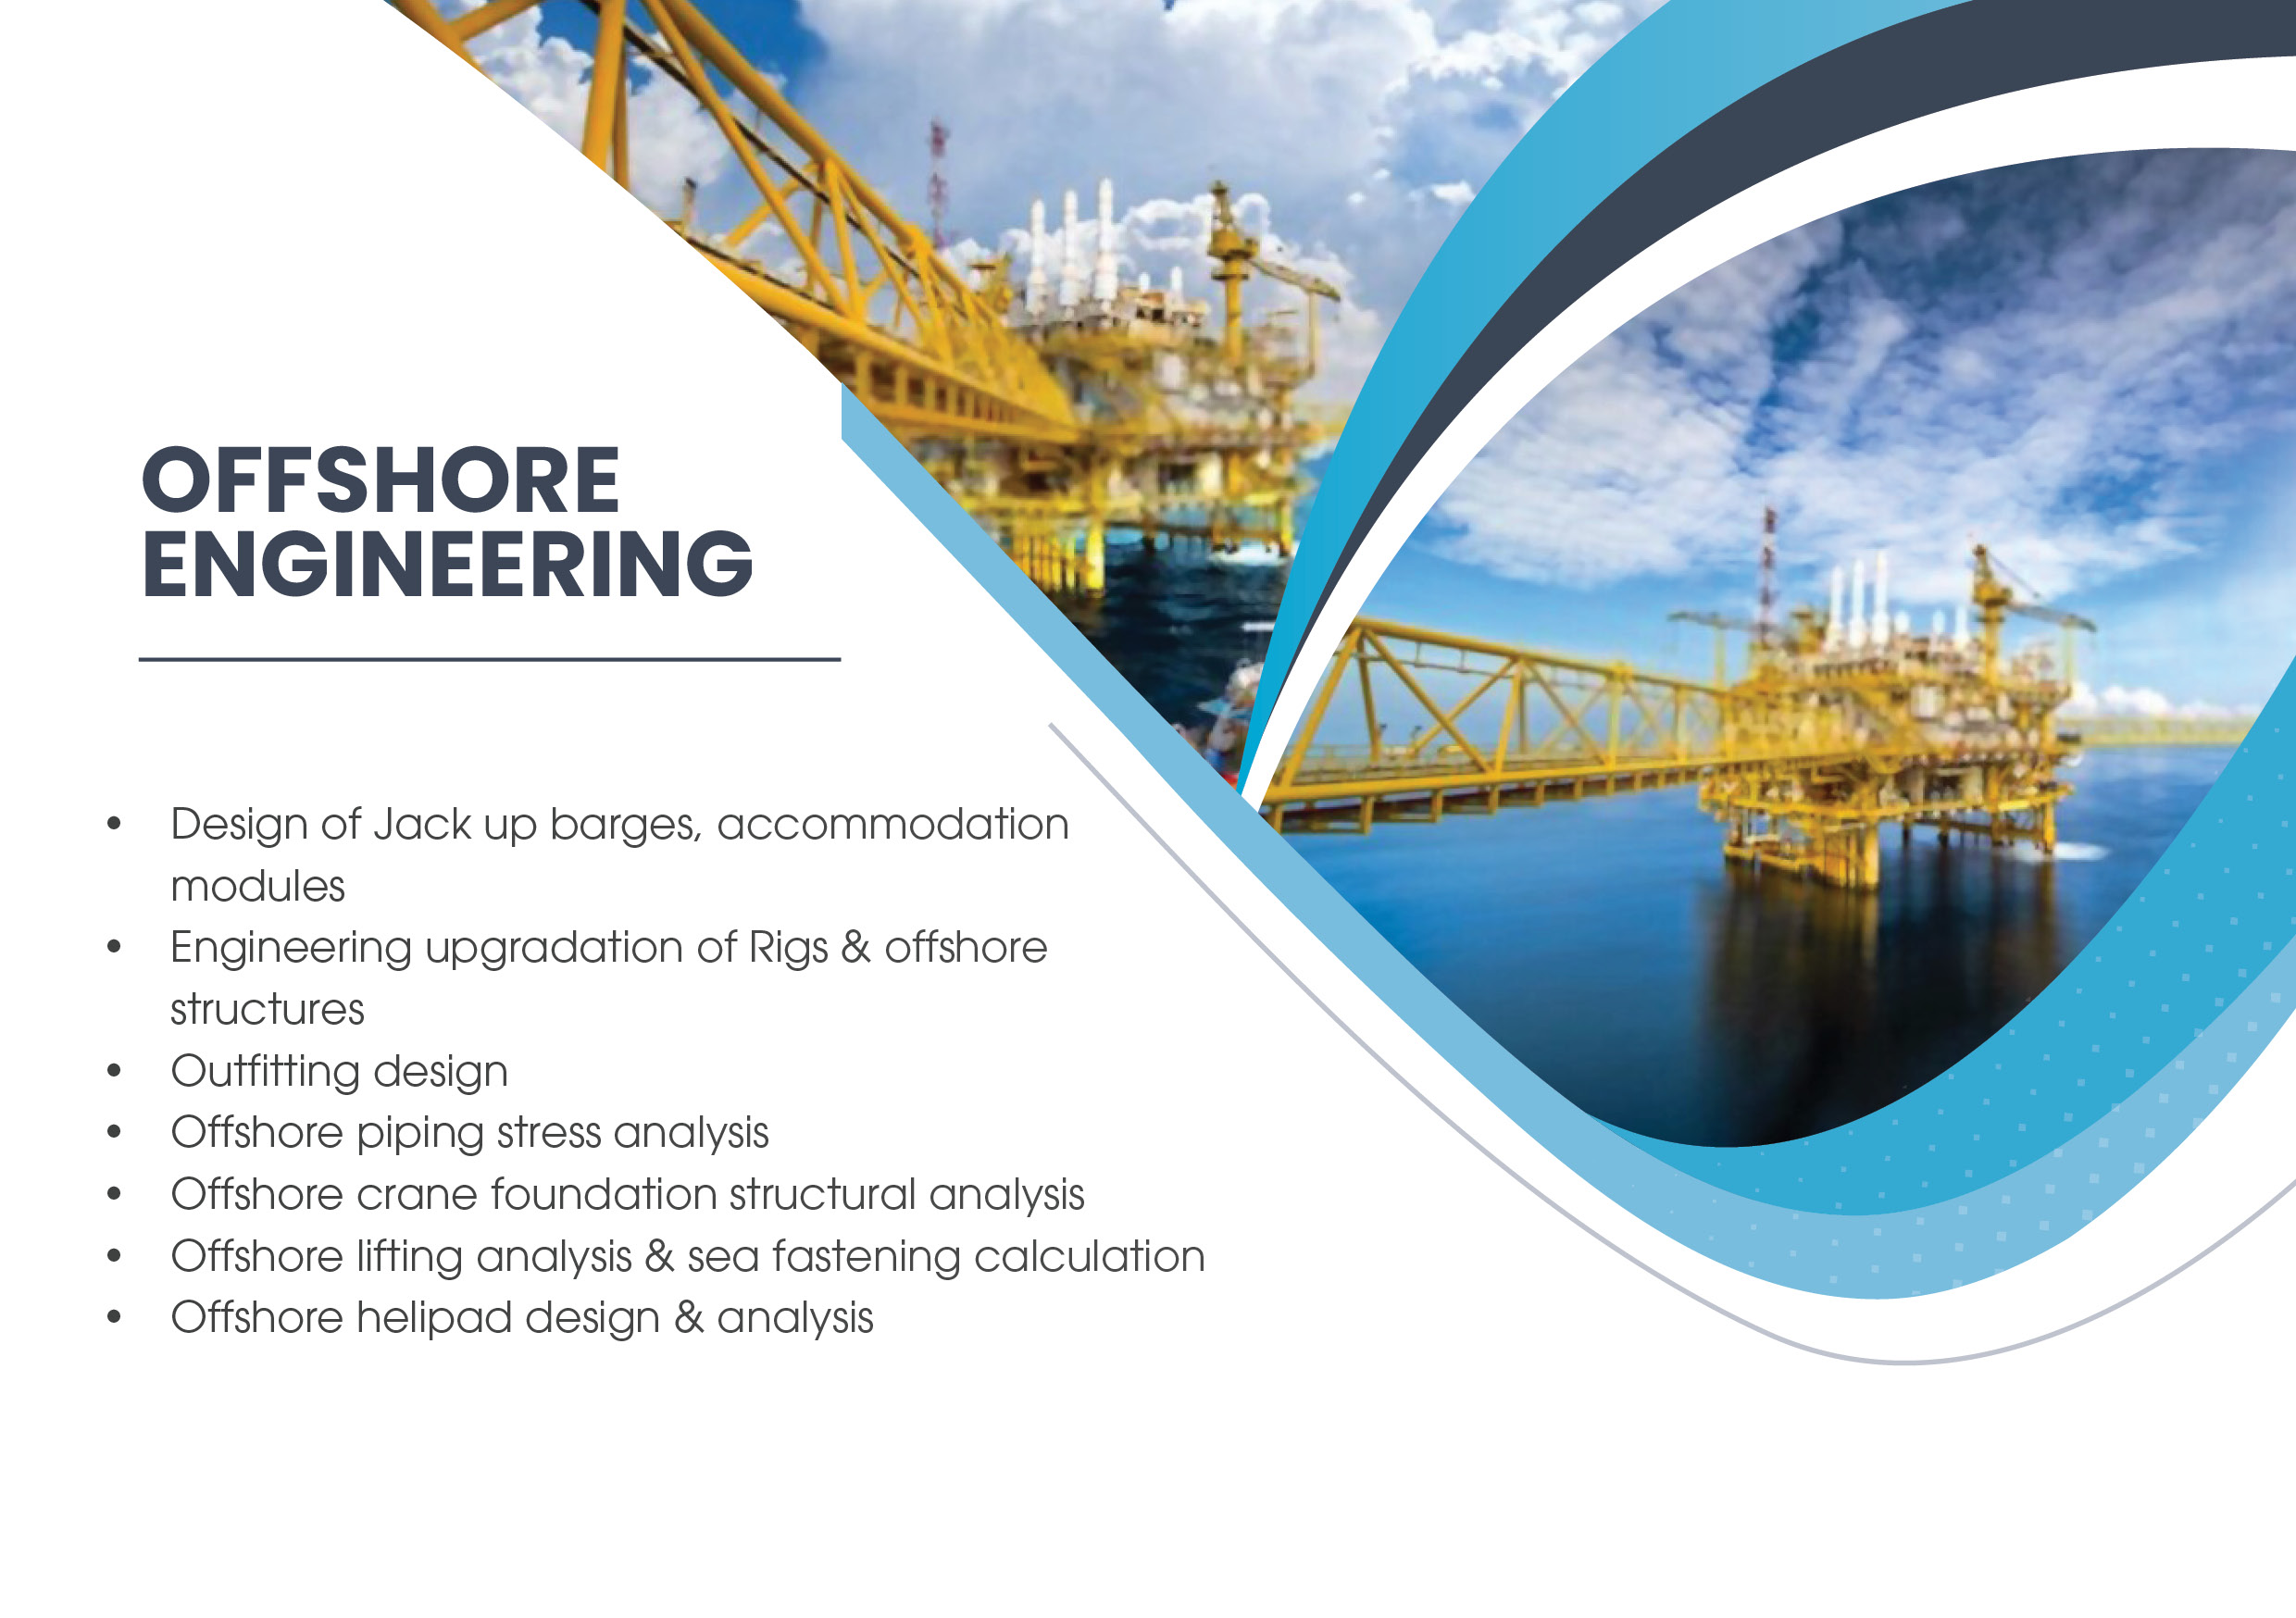 OFFSHORE
ENGINEERING
• Design of Jack up barges, accommodation
modules
• Engineering upgradation of Rigs & offshore
structures
• Outfitting design
• Offshore piping stress analysis
• Offshore crane foundation structural analysis
• Offshore lifting analysis & sea fastening calculation
• Offshore helipad design & analysis